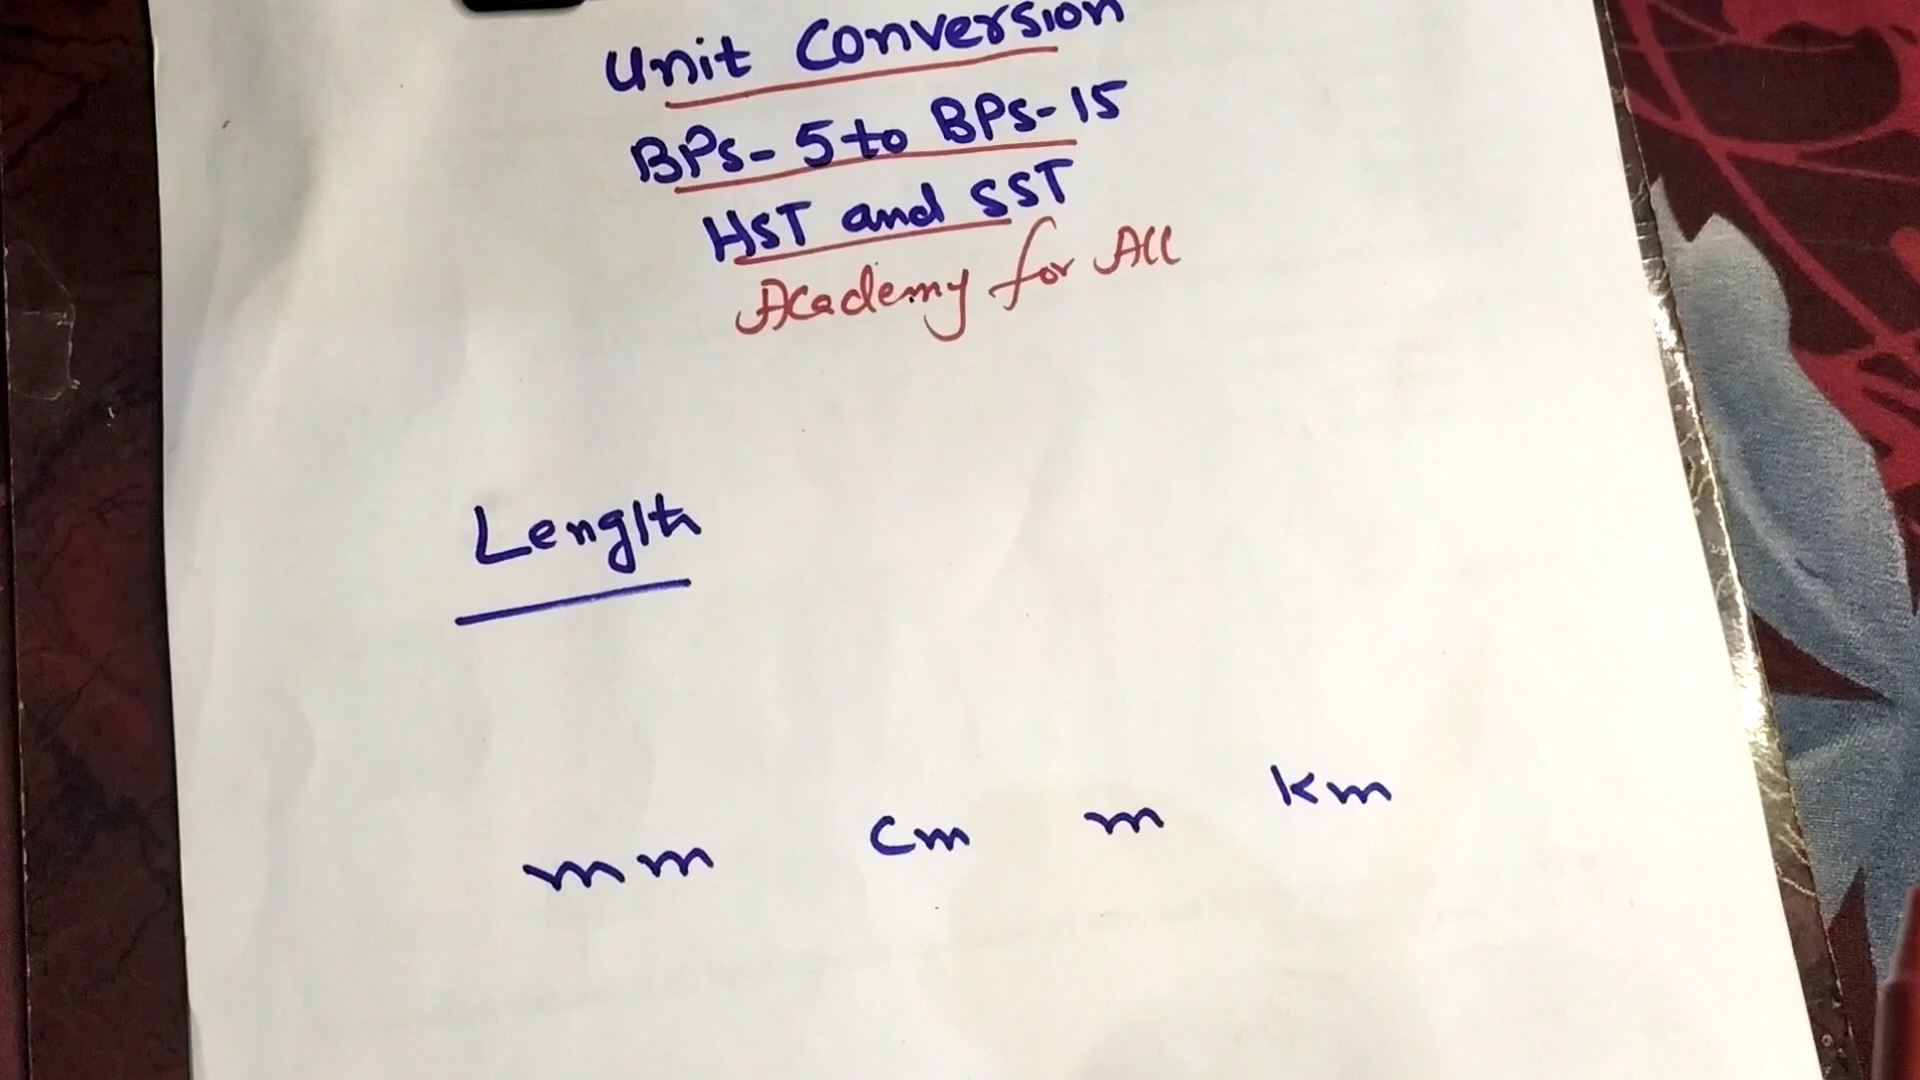 Unit Conversion
BPs-5 to BPs-15
HST and SST
Academy for All
Length
mm cm m km